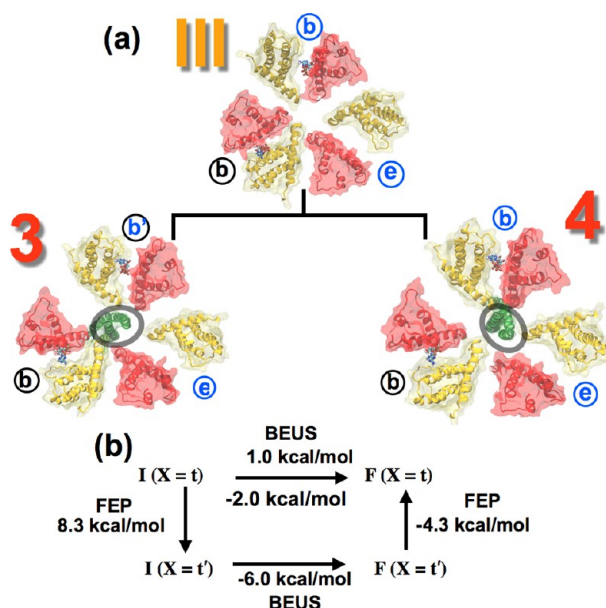 (a) III
b
b
e
3
b'
b
e
b
4
b
e
(b)
BEUS
1.0 kcal/mol
I (X = t)
F (X = t)
-2.0 kcal/mol
FEP
8.3 kcal/mol
FEP
-4.3 kcal/mol
I (X = t′)
F (X = t′)
-6.0 kcal/mol
BEUS